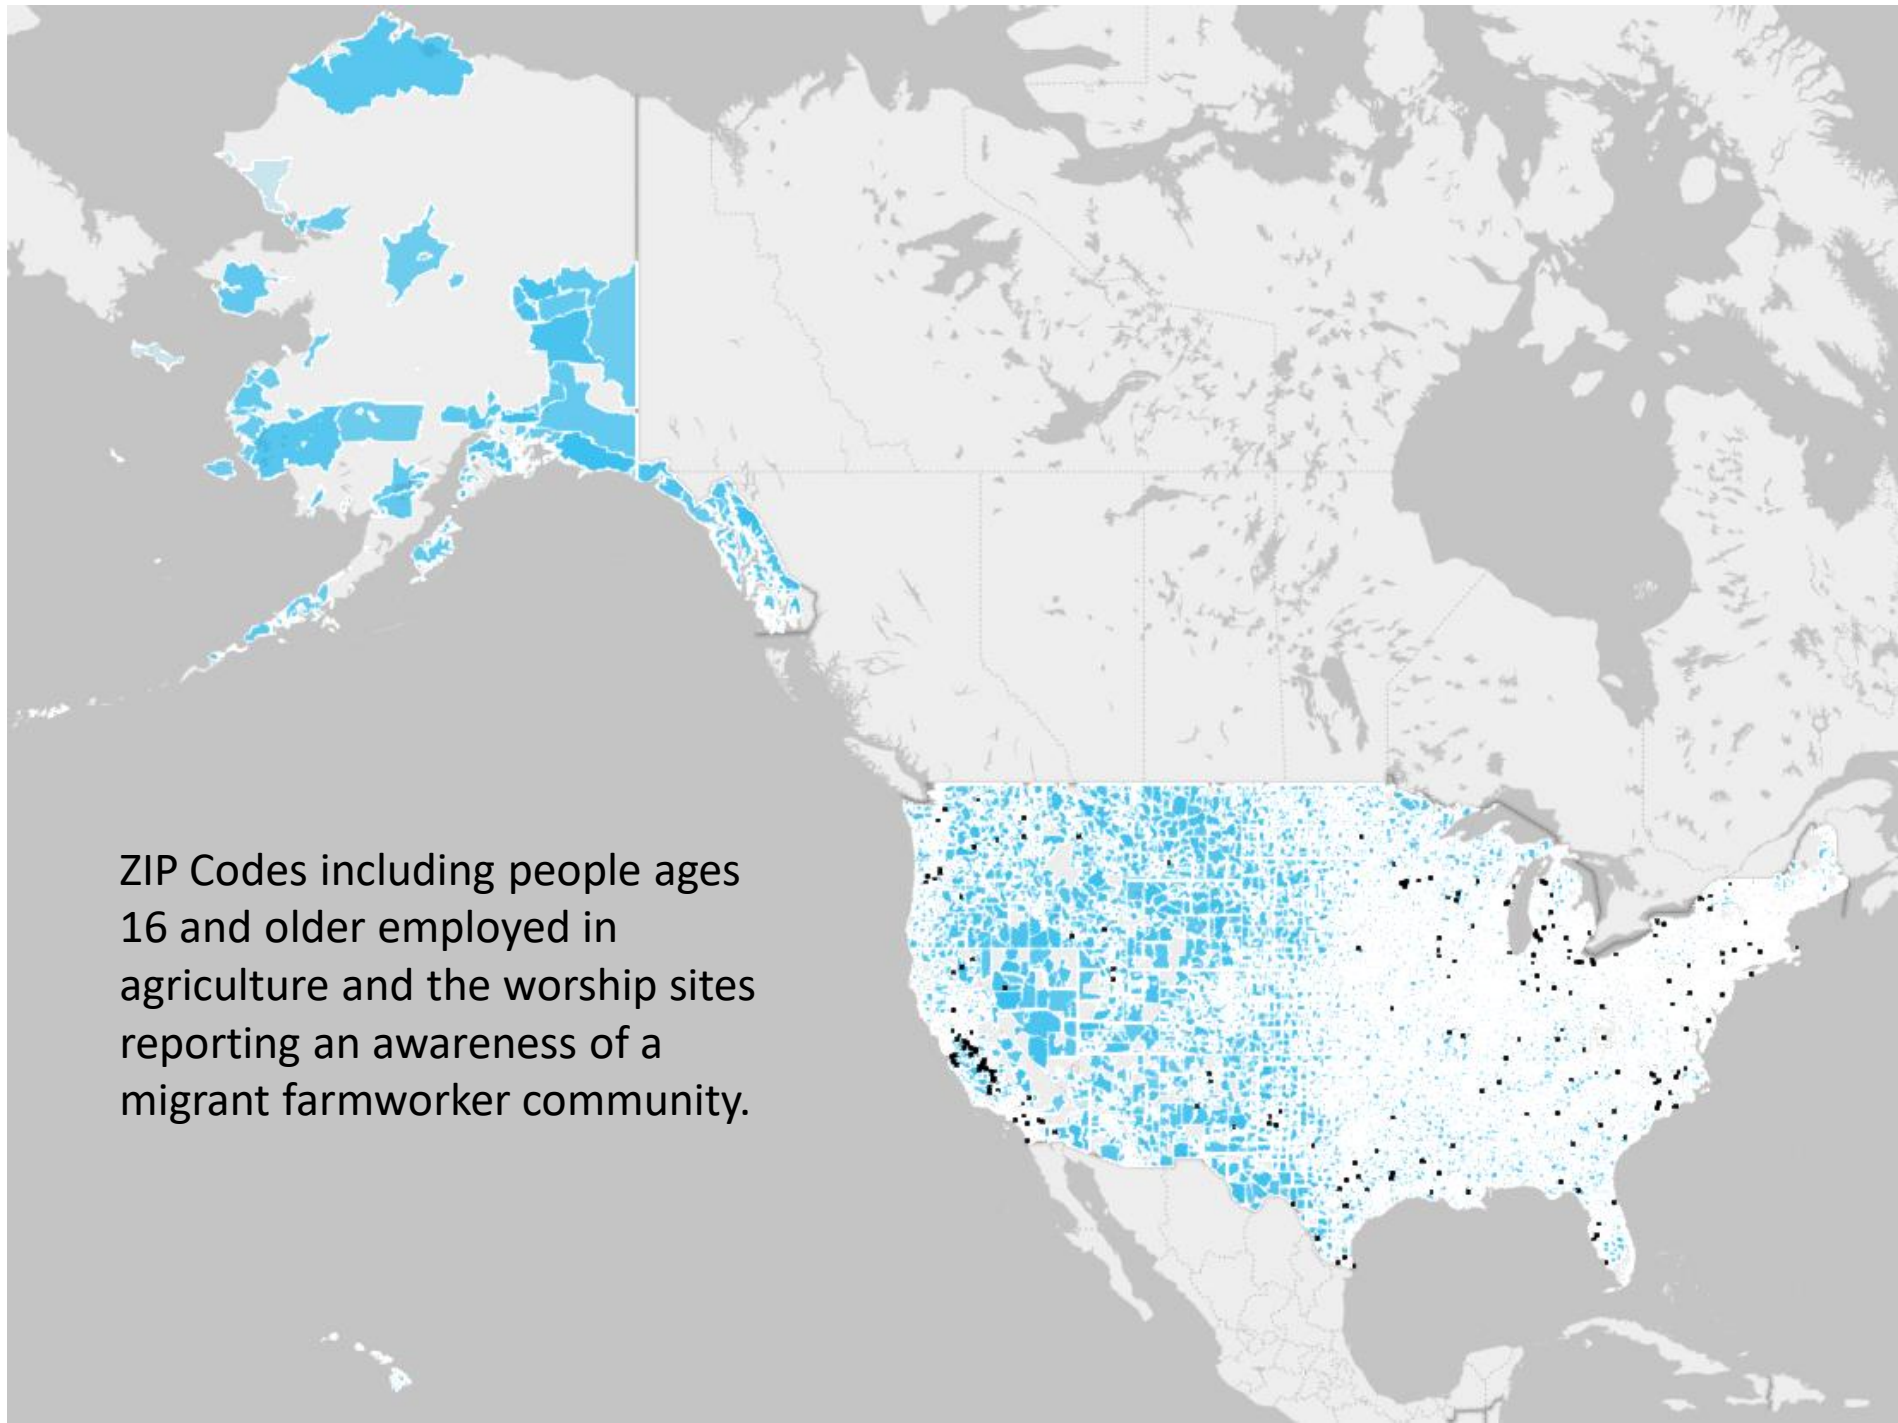 ZIP Codes including people ages
16 and older employed in
agriculture and the worship sites
reporting an awareness of a
migrant farmworker community.